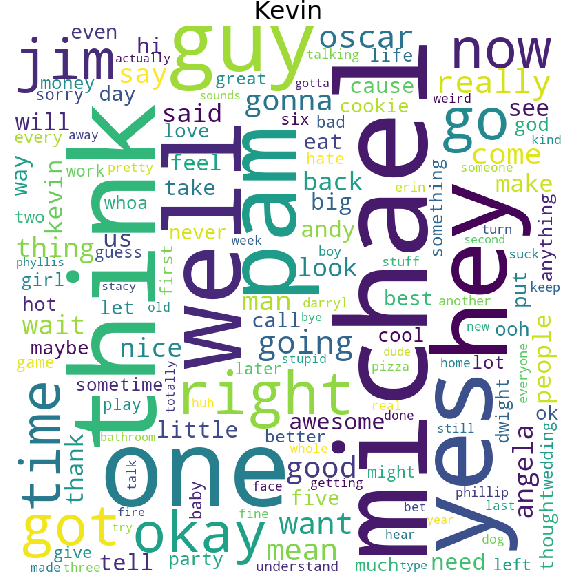 Kevin
even
hi
guy
oscar
life
now
jim
actually
talking
gotta
money
say
great
cause
really
weird
sorry
day
sounds
gonna
cookie
will
said
six
bad
go
see
every
away
love
eat
god
kind
way
work
pretty
feel
hate
come
someone
kevin
take
back
erin
make
two
whoa
never
big
something
thing
us
guess
week
andy
turn
anything
girl
phyllis
stacy
first
boy
look
stuff
second
suck
put
keep
hot
let
old
man
darryl
best
another
think
well
pam
michael
hey
wait
call
bye
cool
new
ooh
game
maybe
nice
going
stupid
dude
home
lot
people
everyone
sometime
totally
later
pizza
time
play
huh
right
real
awesome
done
dwight
ok
thank
bathroom
little
better
whole
good
still
yes
angela
thought
wedding
one
talk
baby
face
getting
might
bet
phillip
got
fire
okay
fine
five
want
year
last
try
mean
hear
dog
give
tell
party
understand
much
need
left
made
three
type